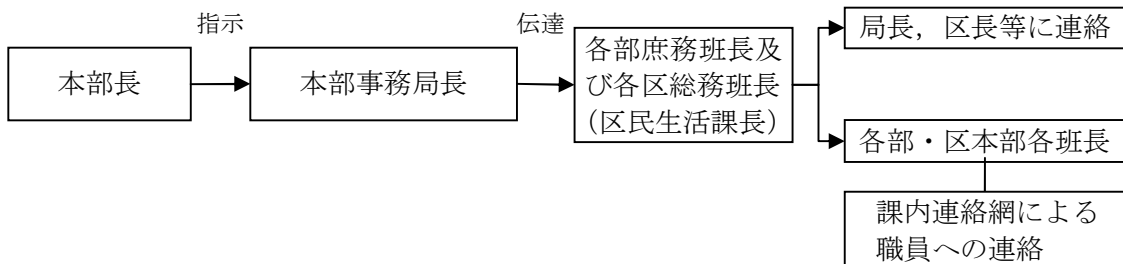 指示
伝達
本部長
本部事務局長
各部庶務班長及
び各区総務班長
（区民生活課長）
局長，区長等に連絡
各部・区本部各班長
課内連絡網による
職員への連絡